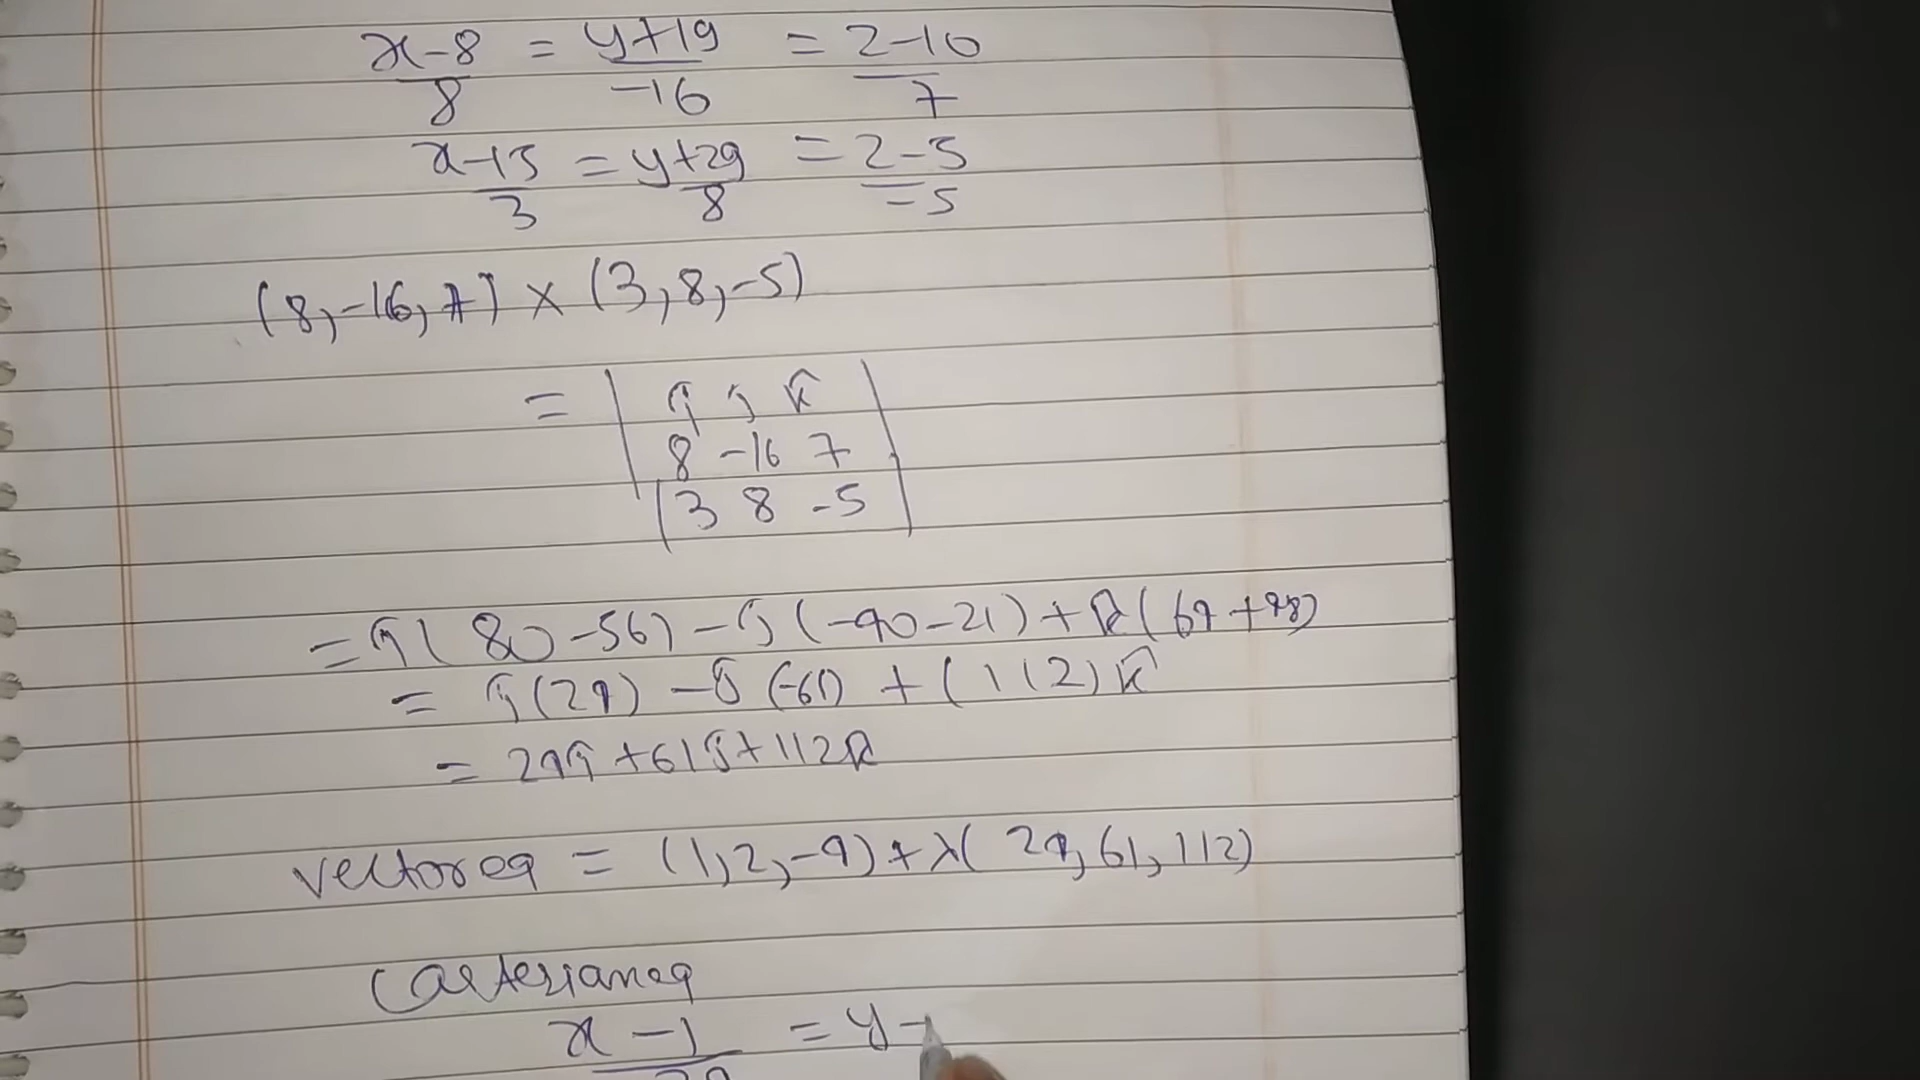 x-8 = y+19 = z-10
8 -16 7
x-13 = y+29 = z-5
3 8 -5
(8,-16,7) x (3,8,-5)
= | î ĵ k̂ |
8 -16 7
3 8 -5
= î(80-56) - ĵ(-40-21) + k̂(64+48)
= î(24) - ĵ(-61) + (112)k̂
= 24î + 61ĵ + 112k̂
vector eq = (1,2,-4) + λ(24,61,112)
Cartesian eq
x-1 = y-